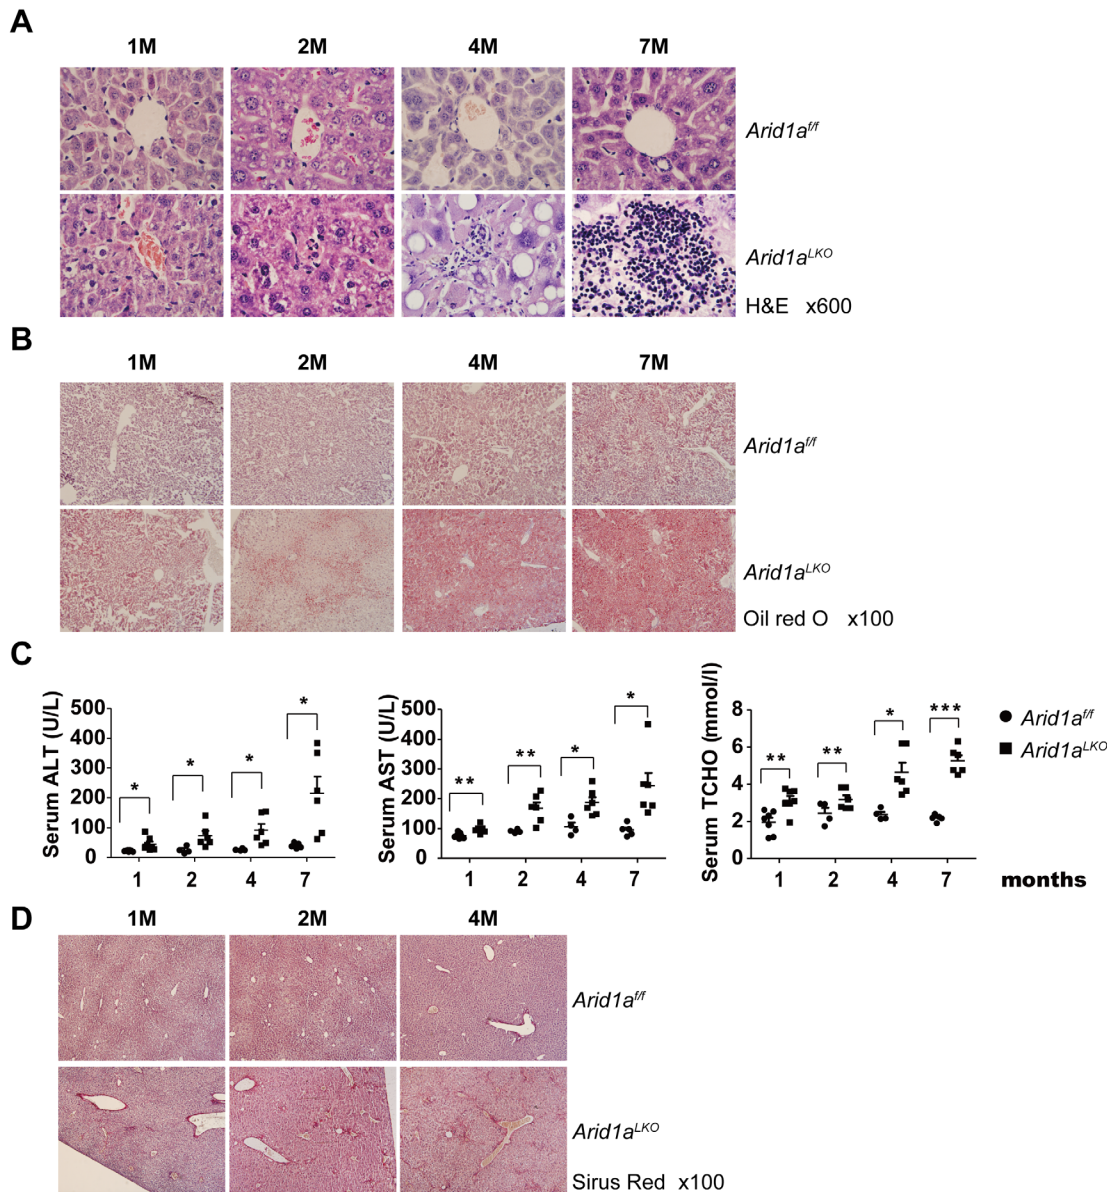 A
1M 2M 4M 7M
Arid1a^f/f
Arid1a^LKO
H&E x600
B
1M 2M 4M 7M
Arid1a^f/f
Arid1a^LKO
Oil red O x100
C
Serum ALT (U/L)
500
400
300
200
100
0
* * * *
1 2 4 7
Serum AST (U/L)
500
400
300
200
100
0
** ** * *
1 2 4 7
Serum TCHO (mmol/l)
8
6
4
2
0
** ** * ***
1 2 4 7
Arid1a^f/f
Arid1a^LKO
months
D
1M 2M 4M
Arid1a^f/f
Arid1a^LKO
Sirus Red x100